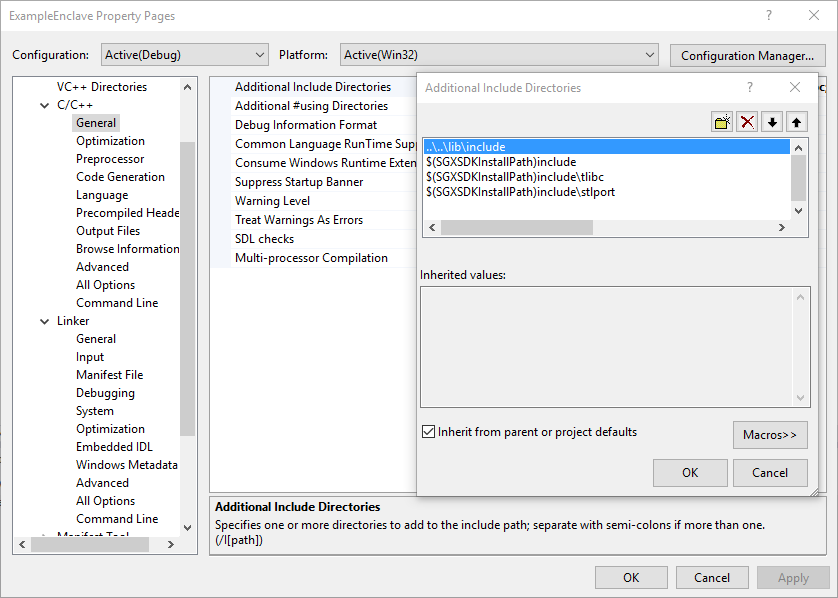 ExampleEnclave Property Pages
Configuration: Active(Debug) Platform: Active(Win32) Configuration Manager...
VC++ Directories
C/C++
General
Optimization
Preprocessor
Code Generation
Language
Precompiled Heade
Output Files
Browse Information
Advanced
All Options
Command Line
Linker
General
Input
Manifest File
Debugging
System
Optimization
Embedded IDL
Windows Metadata
Advanced
All Options
Command Line
Manifest Tool
Additional Include Directories
Additional #using Directories
Debug Information Format
Common Language RunTime Supp
Consume Windows Runtime Exten
Suppress Startup Banner
Warning Level
Treat Warnings As Errors
SDL checks
Multi-processor Compilation
Additional Include Directories
..\..\lib\include
$(SGXSDKInstallPath)include
$(SGXSDKInstallPath)include\tlibc
$(SGXSDKInstallPath)include\stlport
Inherited values:
Inherit from parent or project defaults
Macros>>
OK Cancel
Additional Include Directories
Specifies one or more directories to add to the include path; separate with semi-colons if more than one.
(/I[path])
OK Cancel Apply